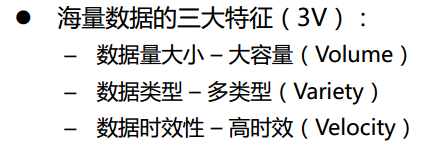 ● 海量数据的三大特征（3V）：
– 数据量大小 – 大容量（Volume）
– 数据类型 – 多类型（Variety）
– 数据时效性 – 高时效（Velocity）